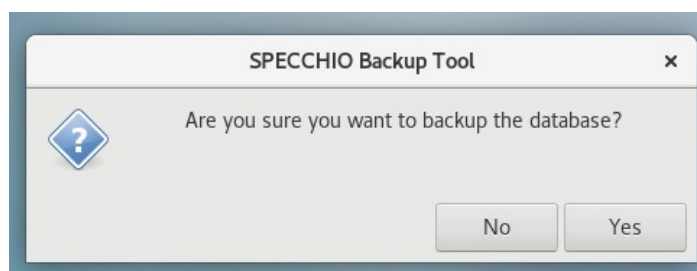 SPECCHIO Backup Tool
Are you sure you want to backup the database?
No Yes